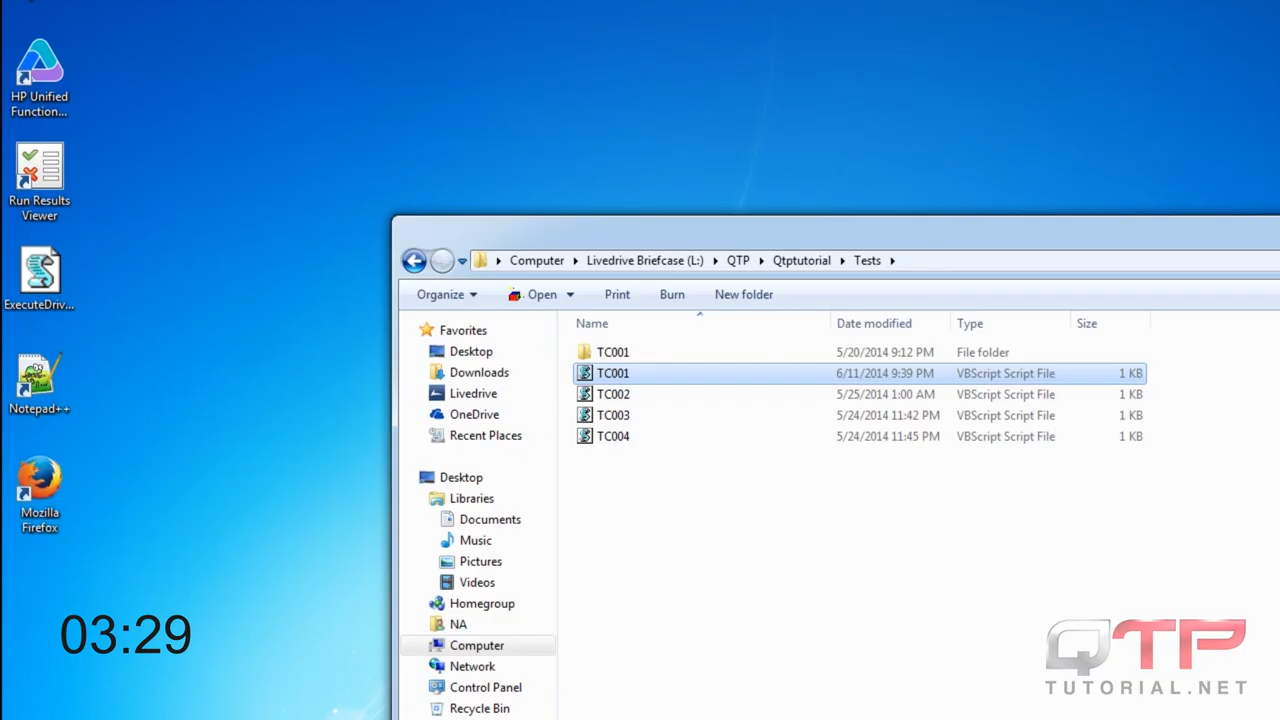 HP Unified
Function...
Run Results
Viewer
ExecuteDriv...
Notepad++
Mozilla
Firefox
03:29
Computer Livedrive Briefcase (L:) QTP Qtptutorial Tests
Organize Open Print Burn New folder
Favorites
Desktop
Downloads
Livedrive
OneDrive
Recent Places
Desktop
Libraries
Documents
Music
Pictures
Videos
Homegroup
NA
Computer
Network
Control Panel
Recycle Bin
Name Date modified Type Size
TC001 5/20/2014 9:12 PM File folder
TC001 6/11/2014 9:39 PM VBScript Script File 1 KB
TC002 5/25/2014 1:00 AM VBScript Script File 1 KB
TC003 5/24/2014 11:42 PM VBScript Script File 1 KB
TC004 5/24/2014 11:45 PM VBScript Script File 1 KB
QTP
TUTORIAL.NET